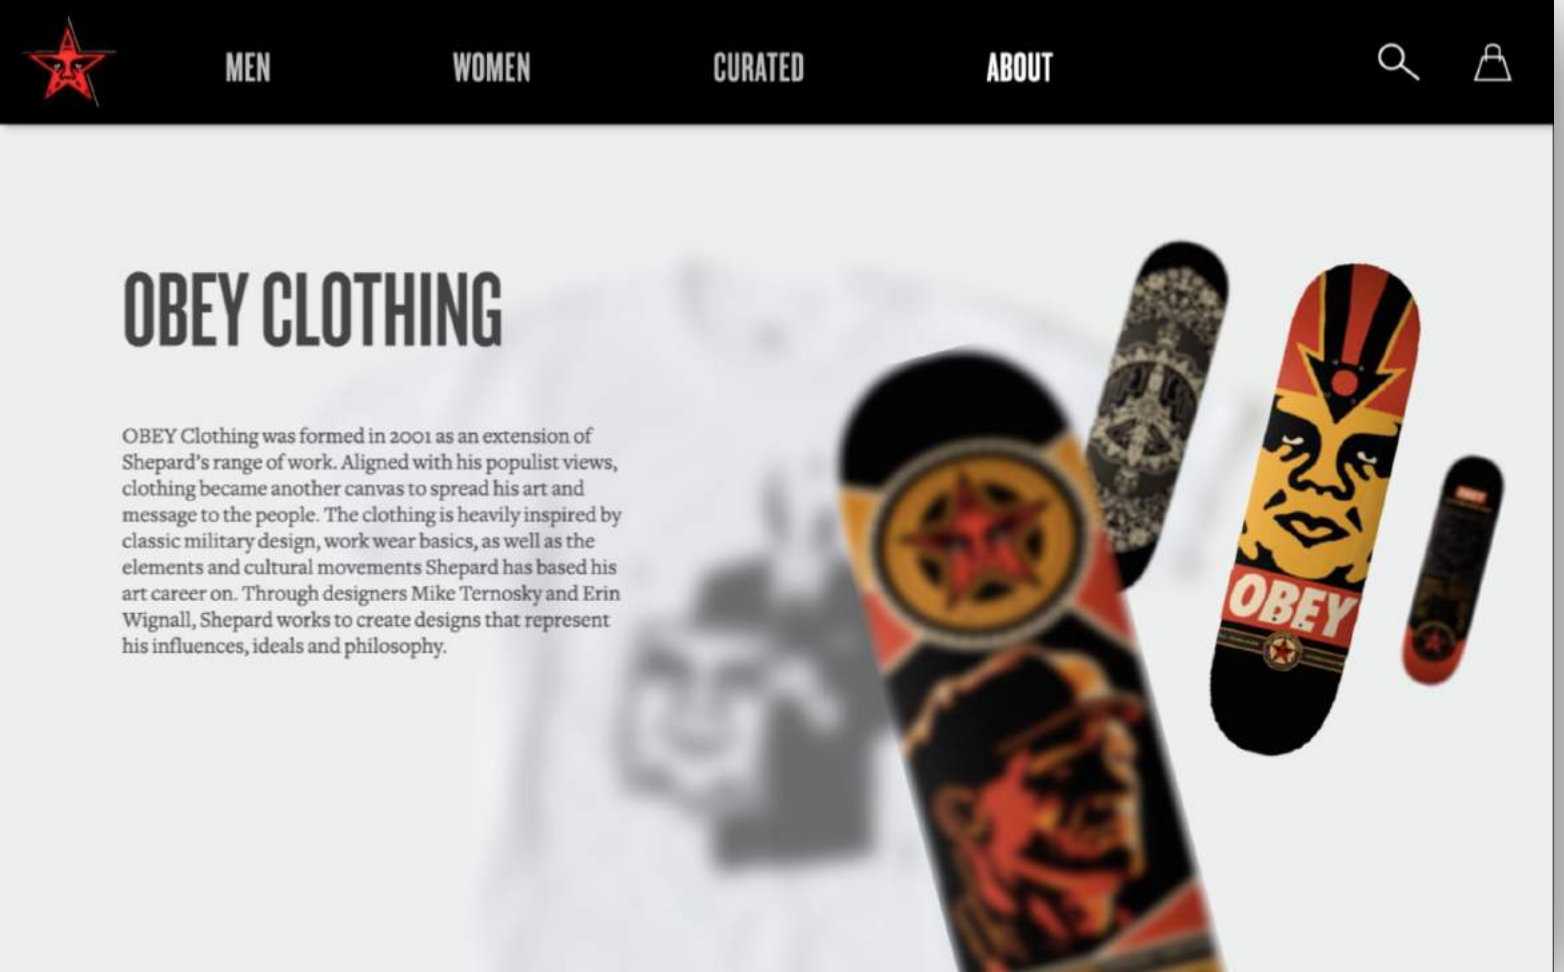 MEN
WOMEN
CURATED
ABOUT
OBEY CLOTHING
OBEY Clothing was formed in 2001 as an extension of
Shepard's range of work. Aligned with his populist views,
clothing became another canvas to spread his art and
message to the people. The clothing is heavily inspired by
classic military design, work wear basics, as well as the
elements and cultural movements Shepard has based his
art career on. Through designers Mike Ternosky and Erin
Wignall, Shepard works to create designs that represent
his influences, ideals and philosophy.
OBEY